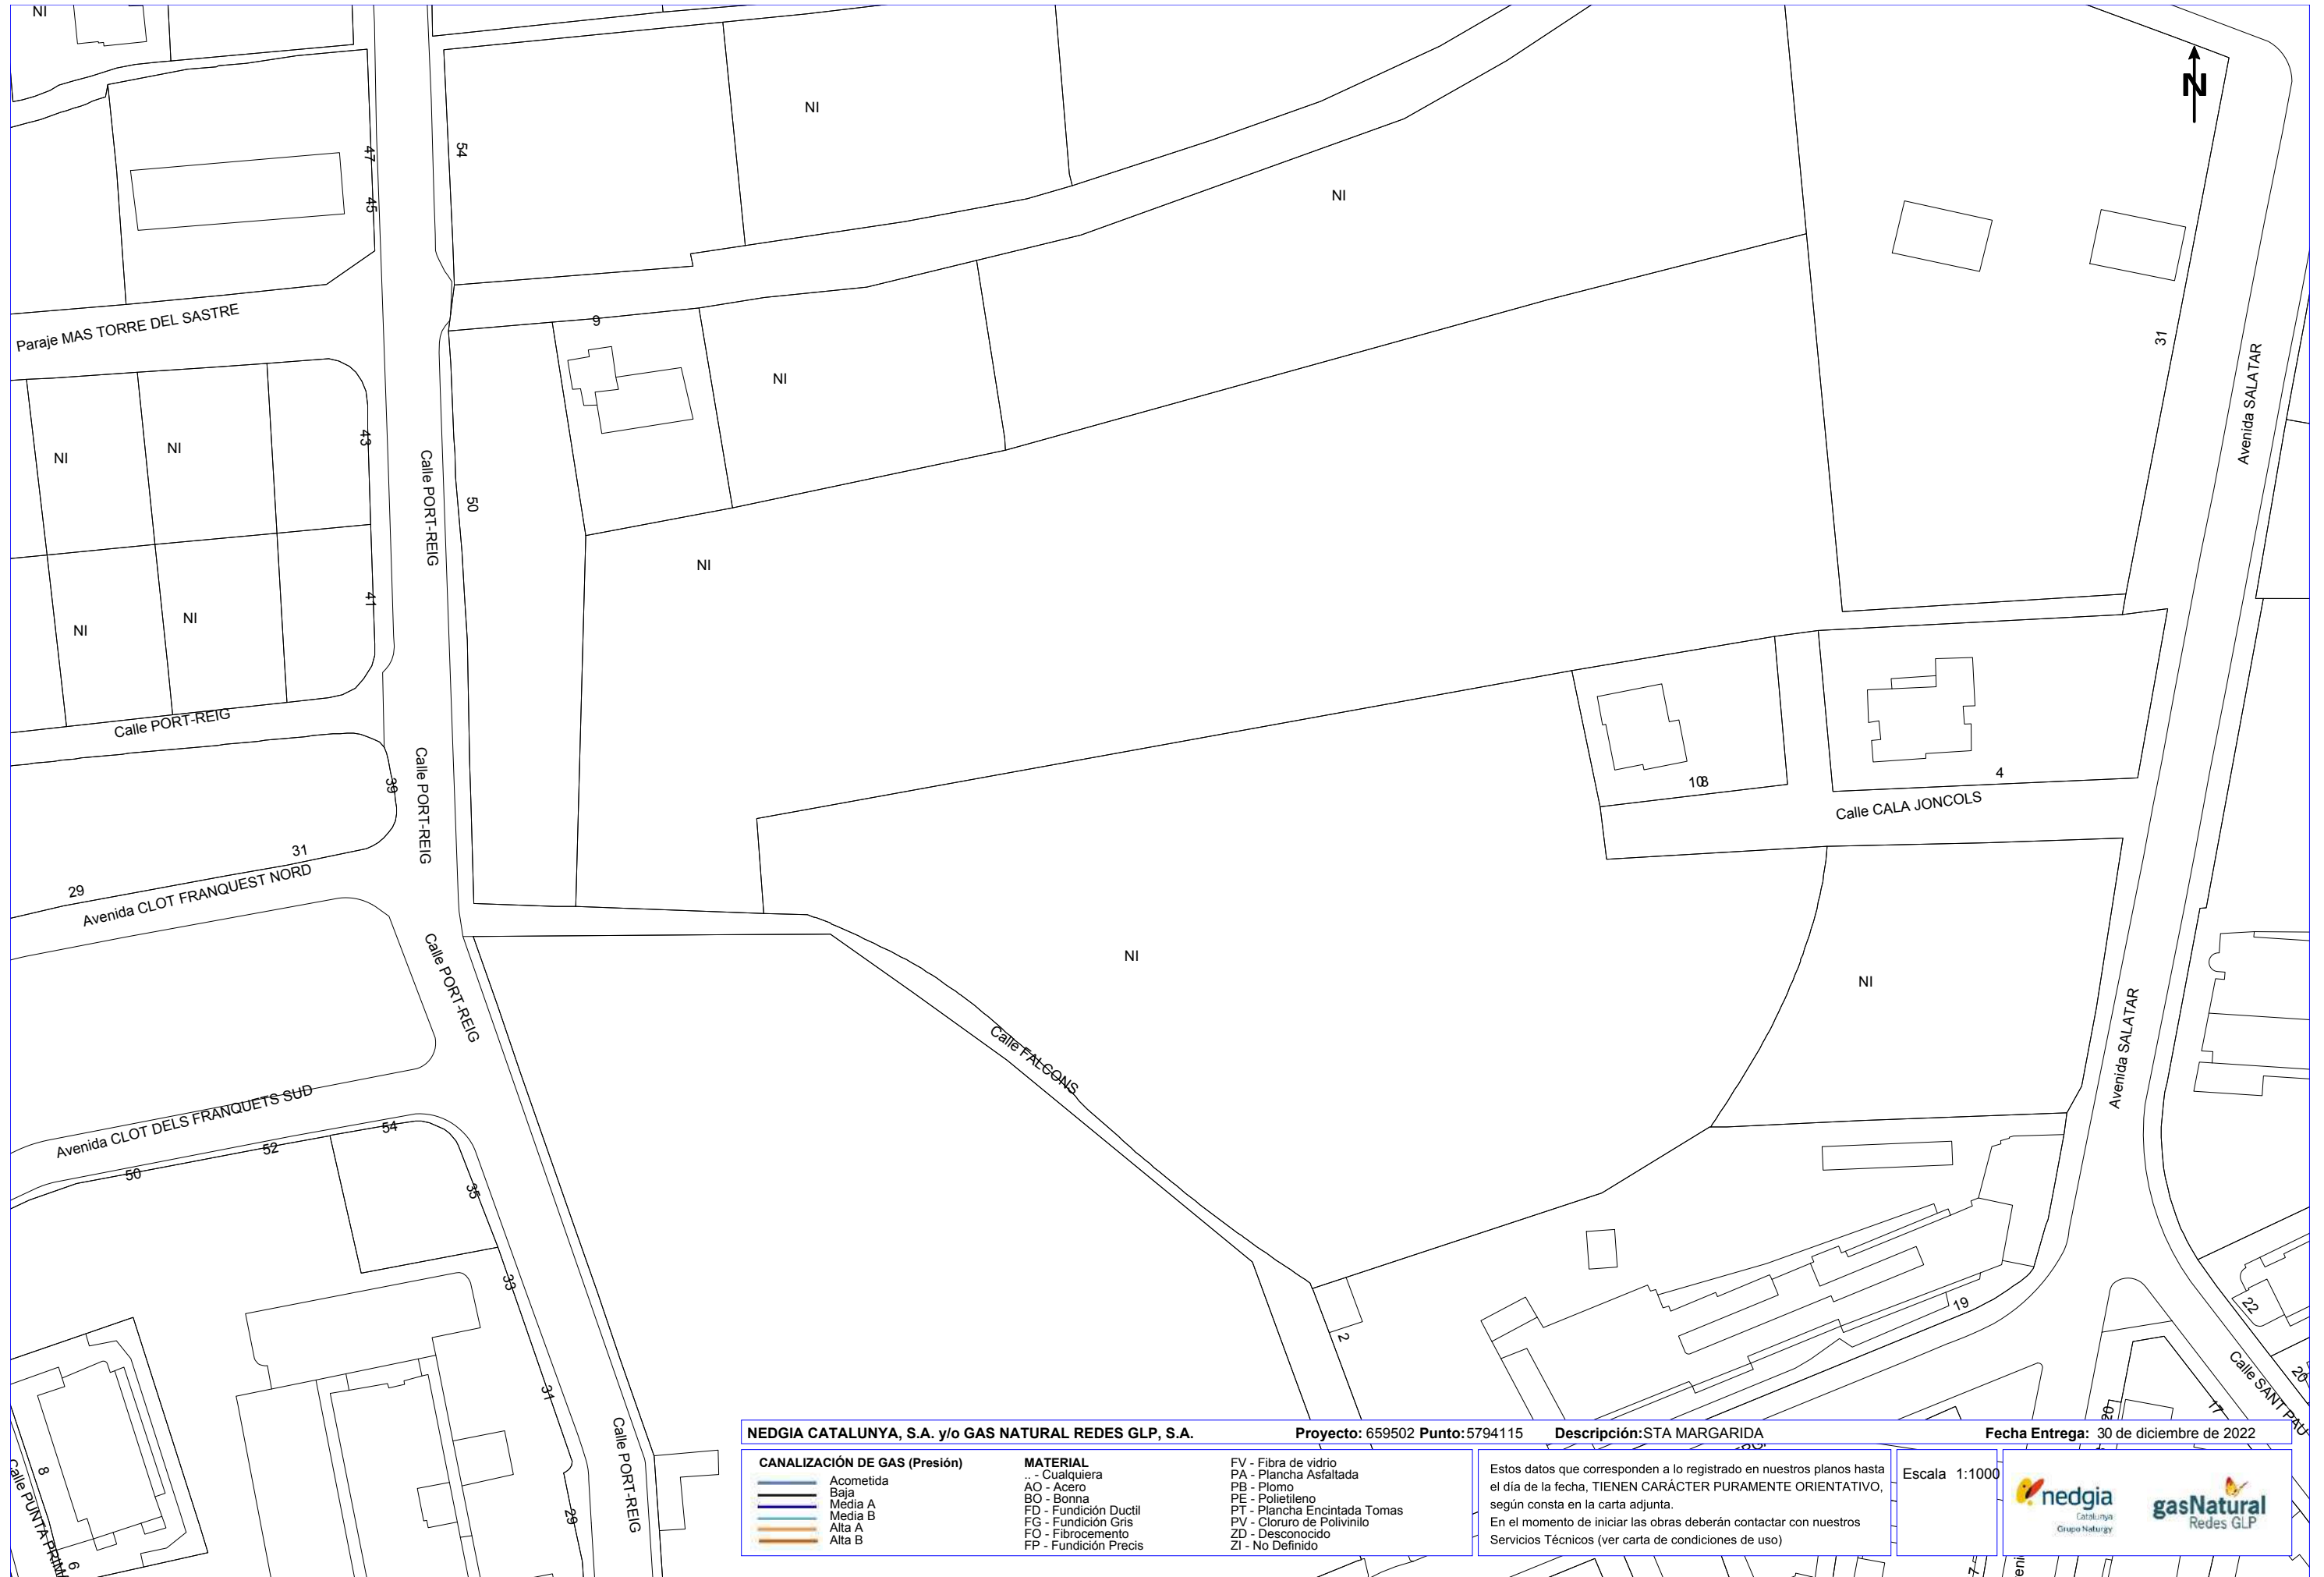 NI
N
NI
47
54
45
NI
Paraje MAS TORRE DEL SASTRE
9
31
Avenida SALATAR
NI
43
NI
NI
Calle PORT-REIG
50
NI
41
NI
NI
Calle PORT-REIG
Calle PORT-REIG
39
108
4
Calle CALA JONCOLS
31
29
Avenida CLOT FRANQUEST NORD
Calle PORT-REIG
NI
NI
Calle FALCONS
Avenida SALATAR
Avenida CLOT DELS FRANQUETS SUD
54
52
50
35
33
2
19
22
20
Calle SANT PAU
17
20
31
Calle PORT-REIG
29
8
Calle PUNTA PRIM
6
NEDGIA CATALUNYA, S.A. y/o GAS NATURAL REDES GLP, S.A. Proyecto: 659502 Punto:5794115 Descripción:STA MARGARIDA Fecha Entrega: 30 de diciembre de 2022
CANALIZACIÓN DE GAS (Presión)
Acometida
Baja
Media A
Media B
Alta A
Alta B
MATERIAL
.. - Cualquiera
AO - Acero
BO - Bonna
FD - Fundición Ductil
FG - Fundición Gris
FO - Fibrocemento
FP - Fundición Precis
FV - Fibra de vidrio
PA - Plancha Asfaltada
PB - Plomo
PE - Polietileno
PT - Plancha Encintada Tomas
PV - Cloruro de Polivinilo
ZD - Desconocido
ZI - No Definido
Estos datos que corresponden a lo registrado en nuestros planos hasta
el día de la fecha, TIENEN CARÁCTER PURAMENTE ORIENTATIVO,
según consta en la carta adjunta.
En el momento de iniciar las obras deberán contactar con nuestros
Servicios Técnicos (ver carta de condiciones de uso)
Escala 1:1000
nedgia
Catalunya
Grupo Naturgy
gasNatural
Redes GLP